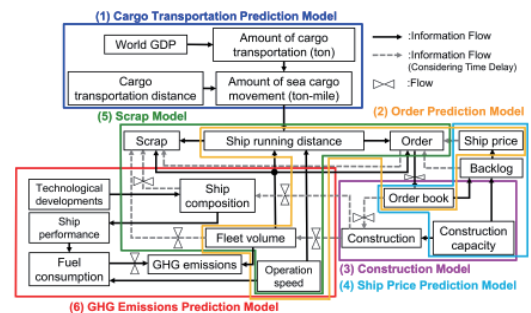 (1) Cargo Transportation Prediction Model
World GDP
Amount of cargo
transportation (ton)
Cargo
transportation distance
Amount of sea cargo
movement (ton-mile)
:Information Flow
:Information Flow
(Considering Time Delay)
:Flow
(5) Scrap Model
(2) Order Prediction Model
Scrap
Ship running distance
Order
Ship price
Backlog
Technological
developments
Ship
composition
Order book
Ship
performance
Fleet volume
Construction
Construction
capacity
Fuel
consumption
GHG emissions
Operation
speed
(3) Construction Model
(4) Ship Price Prediction Model
(6) GHG Emissions Prediction Model